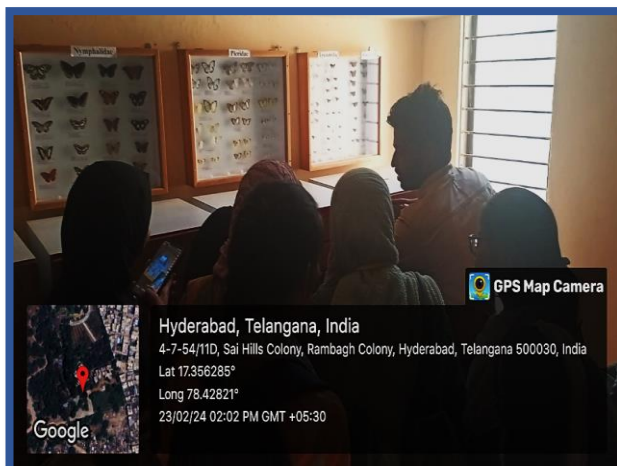 Nymphalidae
Pieridae
GPS Map Camera
Hyderabad, Telangana, India
4-7-54/11D, Sai Hills Colony, Rambagh Colony, Hyderabad, Telangana 500030, India
Lat 17.356285°
Long 78.42821°
23/02/24 02:02 PM GMT +05:30
Google